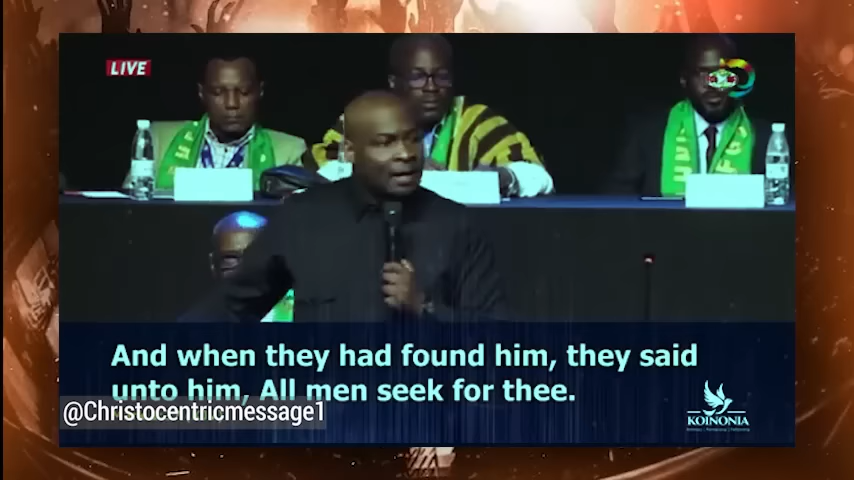 LIVE
And when they had found him, they said
unto him, All men seek for thee.
@Christocentricmessage1
KOINONIA